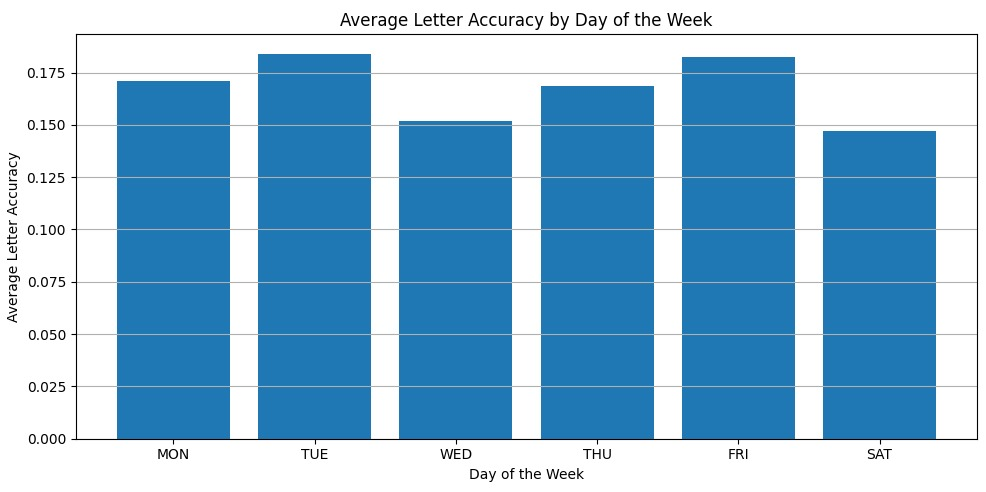 Average Letter Accuracy by Day of the Week
Average Letter Accuracy
0.175
0.150
0.125
0.100
0.075
0.050
0.025
0.000
MON TUE WED THU FRI SAT
Day of the Week